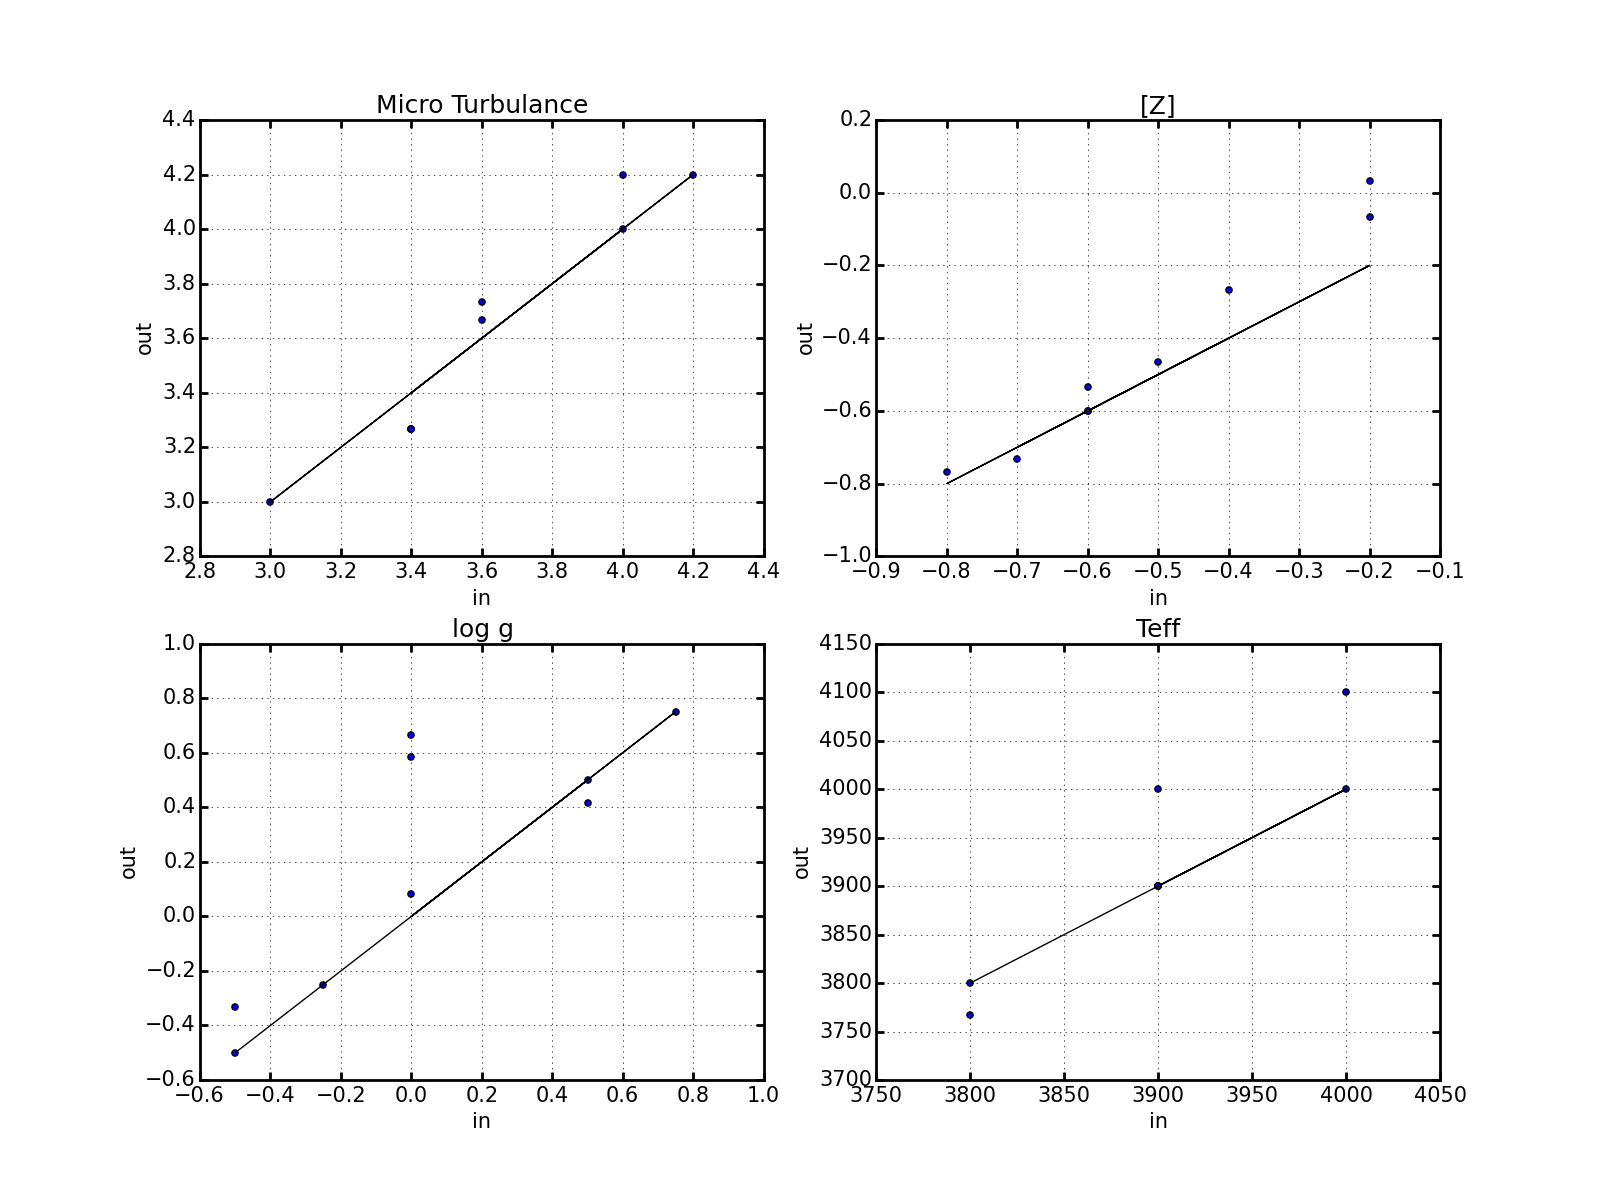 Micro Turbulance
4.4
4.2
4.0
3.8
3.6
3.4
3.2
3.0
2.8
out
2.8 3.0 3.2 3.4 3.6 3.8 4.0 4.2 4.4
in
[Z]
0.2
0.0
−0.2
−0.4
−0.6
−0.8
−1.0
out
−0.9 −0.8 −0.7 −0.6 −0.5 −0.4 −0.3 −0.2 −0.1
in
log g
1.0
0.8
0.6
0.4
0.2
0.0
−0.2
−0.4
−0.6
out
−0.6 −0.4 −0.2 0.0 0.2 0.4 0.6 0.8 1.0
in
Teff
4150
4100
4050
4000
3950
3900
3850
3800
3750
3700
out
3750 3800 3850 3900 3950 4000 4050
in